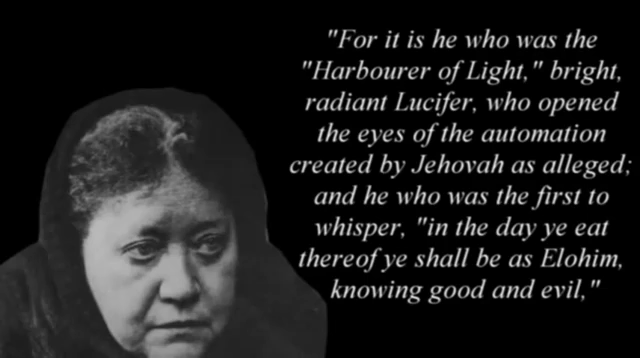 "For it is he who was the
"Harbourer of Light," bright,
radiant Lucifer, who opened
the eyes of the automation
created by Jehovah as alleged;
and he who was the first to
whisper, "in the day ye eat
thereof ye shall be as Elohim,
knowing good and evil,"